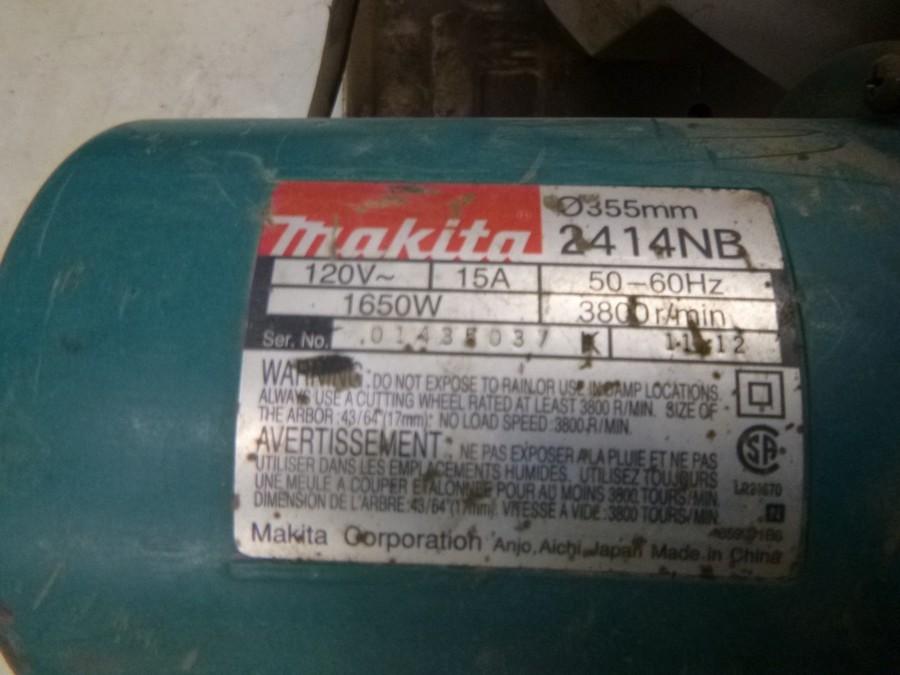 makita
Ø355mm
2414NB
120V~ 15A 50-60Hz
1650W 3800 r/min
Ser. No. K 11.12
WARNING: DO NOT EXPOSE TO RAIN OR USE IN DAMP LOCATIONS.
ALWAYS USE A CUTTING WHEEL RATED AT LEAST 3800 R/MIN. SIZE OF
THE ARBOR : 43/64"(17mm). NO LOAD SPEED :3800 R/MIN.
AVERTISSEMENT : NE PAS EXPOSER A LA PLUIE ET NE PAS
UTILISER DANS LES EMPLACEMENTS HUMIDES. UTILISEZ TOUJOURS
UNE MEULE A COUPER ETALONNEE POUR AU MOINS 3800 TOURS/MIN.
DIMENSION DE L'ARBRE :43/64"(17mm). VITESSE A VIDE :3800 TOURS/MIN.
SA
Makita Corporation Anjo, Aichi, Japan Made in China